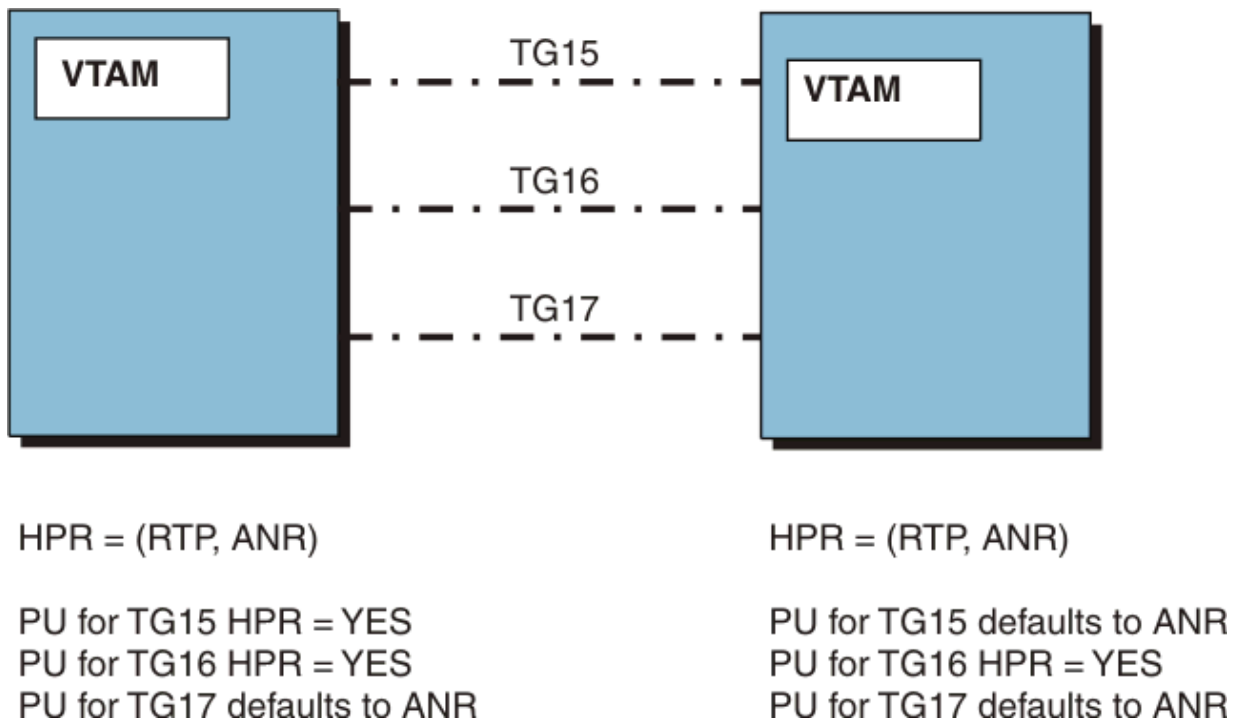 VTAM
TG15
VTAM
TG16
TG17
HPR = (RTP, ANR)
PU for TG15 HPR = YES
PU for TG16 HPR = YES
PU for TG17 defaults to ANR
HPR = (RTP, ANR)
PU for TG15 defaults to ANR
PU for TG16 HPR = YES
PU for TG17 defaults to ANR